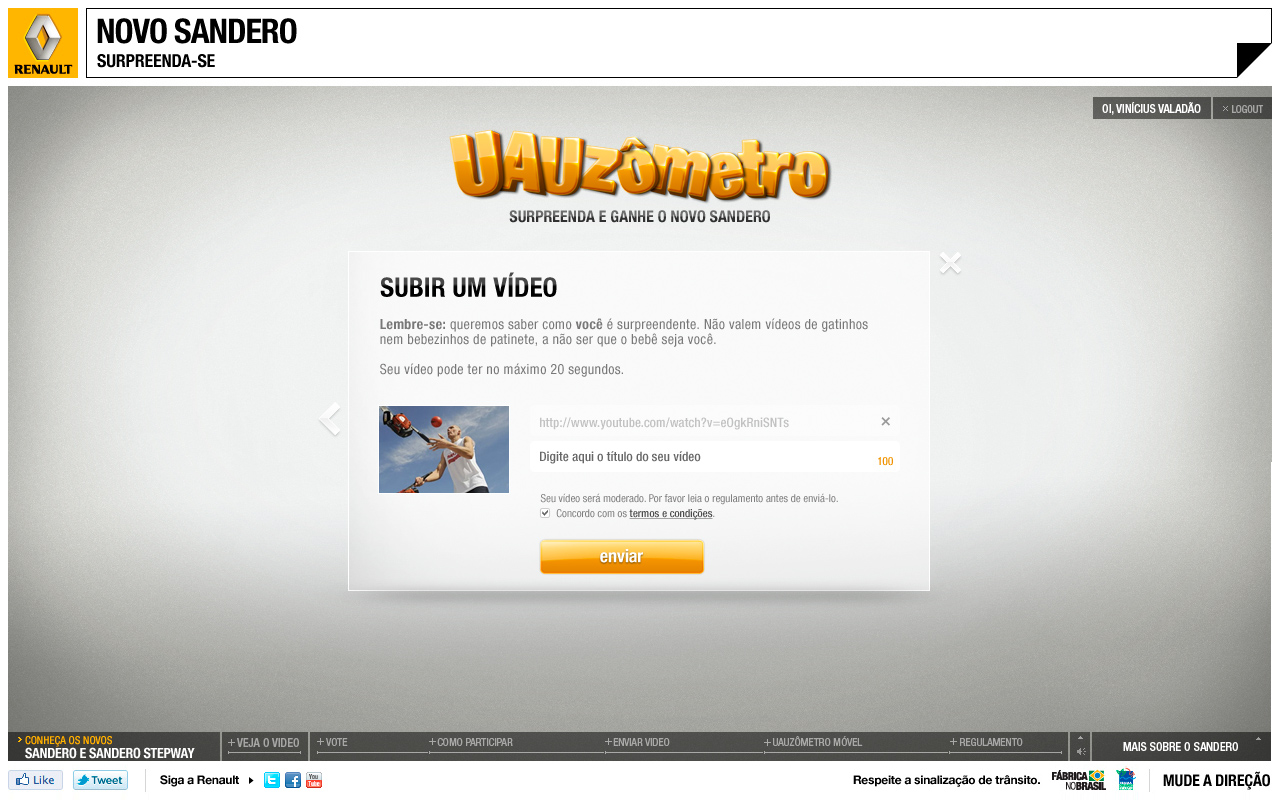 RENAULT
NOVO SANDERO
SURPREENDA-SE
OI, VINÍCIUS VALADÃO
× LOGOUT
UAUzômetro
SURPREENDA E GANHE O NOVO SANDERO
SUBIR UM VÍDEO
Lembre-se: queremos saber como você é surpreendente. Não valem vídeos de gatinhos
nem bebezinhos de patinete, a não ser que o bebê seja você.
Seu vídeo pode ter no máximo 20 segundos.
http://www.youtube.com/watch?v=eOgkRniSNTs
Digite aqui o título do seu vídeo
100
Seu vídeo será moderado. Por favor leia o regulamento antes de enviá-lo.
Concordo com os termos e condições.
enviar
> CONHEÇA OS NOVOS
SANDERO E SANDERO STEPWAY
+ VEJA O VIDEO
+ VOTE
+ COMO PARTICIPAR
+ ENVIAR VIDEO
+ UAUZÔMETRO MÓVEL
+ REGULAMENTO
MAIS SOBRE O SANDERO
Like
Tweet
Siga a Renault
You Tube
Respeite a sinalização de trânsito.
FÁBRICA
NO BRASIL
MUDE A DIREÇÃO